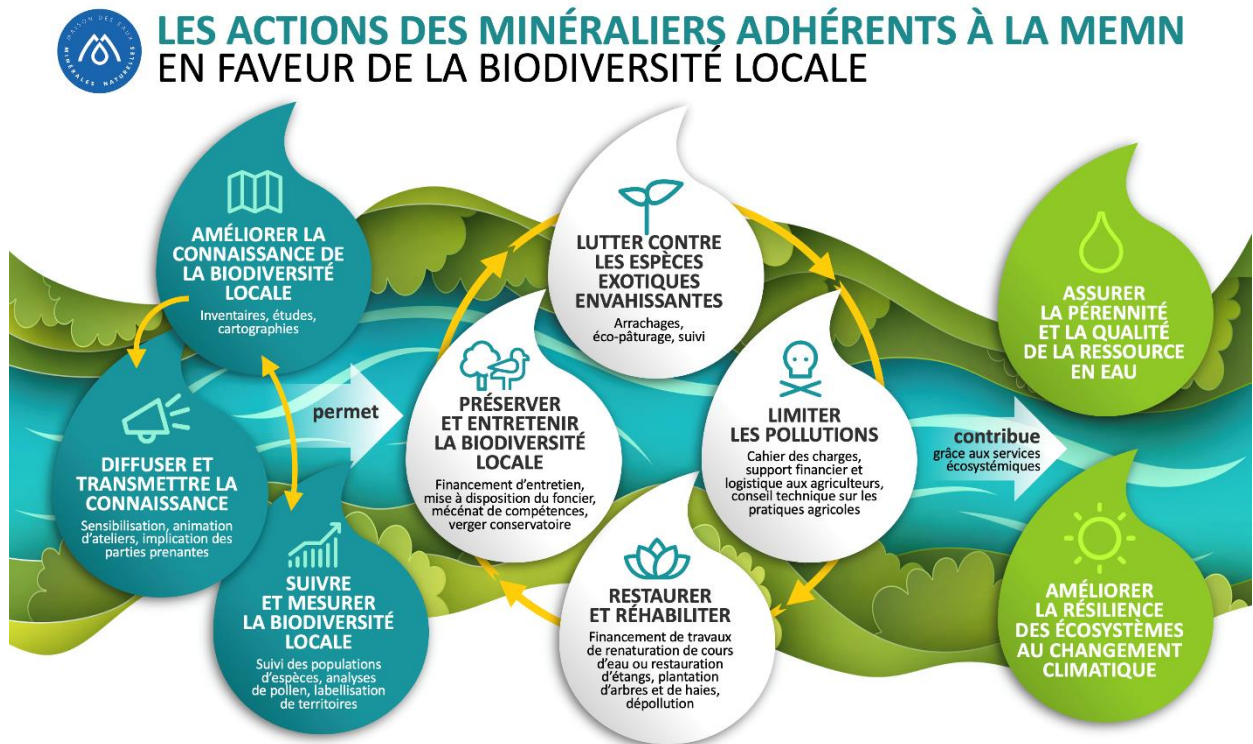 MAISON DES EAUX
MINÉRALES NATURELLES
LES ACTIONS DES MINÉRALIERS ADHÉRENTS À LA MEMN
EN FAVEUR DE LA BIODIVERSITÉ LOCALE
AMÉLIORER LA
CONNAISSANCE DE
LA BIODIVERSITÉ
LOCALE
Inventaires, études,
cartographies
DIFFUSER ET
TRANSMETTRE LA
CONNAISSANCE
Sensibilisation, animation
d'ateliers, implication des
parties prenantes
SUIVRE
ET MESURER
LA BIODIVERSITÉ
LOCALE
Suivi des populations
d'espèces, analyses
de pollen, labellisation
de territoires
permet
PRÉSERVER
ET ENTRETENIR
LA BIODIVERSITÉ
LOCALE
Financement d'entretien,
mise à disposition du foncier,
mécénat de compétences,
verger conservatoire
LUTTER CONTRE
LES ESPÈCES
EXOTIQUES
ENVAHISSANTES
Arrachages,
éco-pâturage, suivi
LIMITER
LES POLLUTIONS
Cahier des charges,
support financier et
logistique aux agriculteurs,
conseil technique sur les
pratiques agricoles
RESTAURER
ET RÉHABILITER
Financement de travaux
de renaturation de cours
d'eau ou restauration
d'étangs, plantation
d'arbres et de haies,
dépollution
contribue
grâce aux services
écosystémiques
ASSURER
LA PÉRENNITÉ
ET LA QUALITÉ
DE LA RESSOURCE
EN EAU
AMÉLIORER
LA RÉSILIENCE
DES ÉCOSYSTÈMES
AU CHANGEMENT
CLIMATIQUE